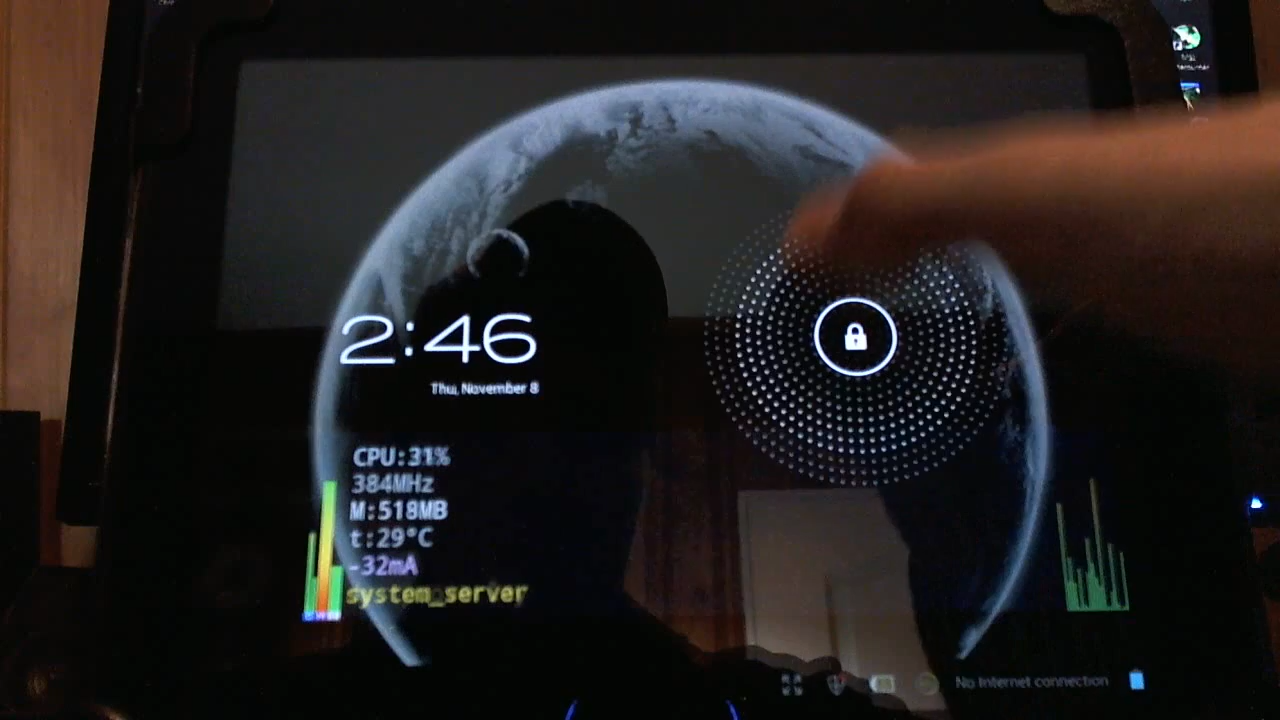 2:46
Thu, November 8
CPU:31%
384MHz
M:518MB
t:29°C
-32mA
system_server
No Internet connection